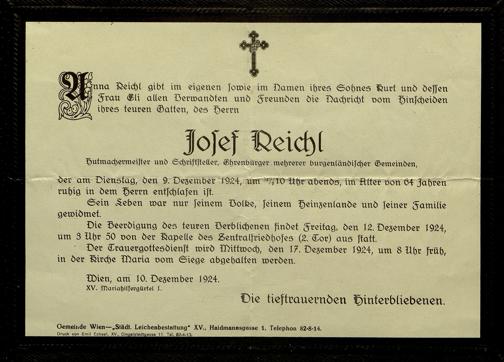 Anna Reichl gibt im eigenen sowie im Namen ihres Sohnes Kurt und dessen
Frau Eli allen Verwandten und Freunden die Nachricht vom Hinscheiden
ihres teuren Gatten, des Herrn
Josef Reichl
Hutmachermeister und Schriftsteller, Ehrenbürger mehrerer burgenländischer Gemeinden,
der am Dienstag, den 9. Dezember 1924, um 10 Uhr abends, im Alter von 64 Jahren
ruhig in dem Herrn entschlafen ist.
Sein Leben war nur seinem Volke, seinem Heinzenlande und seiner Familie
gewidmet.
Die Beerdigung des teuren Verblichenen findet Freitag, den 12. Dezember 1924,
um 3 Uhr 50 von der Kapelle des Zentralfriedhofes (2. Tor) aus statt.
Der Trauergottesdienst wird Mittwoch, den 17. Dezember 1924, um 8 Uhr früh,
in der Kirche Maria vom Siege abgehalten werden.
Wien, am 10. Dezember 1924.
XV. Mariahilfergürtel 1.
Die tieftrauernden Hinterbliebenen.
Gemeinde Wien—„Städt. Leichenbestattung" XV., Haidmannsgasse 1. Telephon 82-8-14.
Druck von Emil XV.,